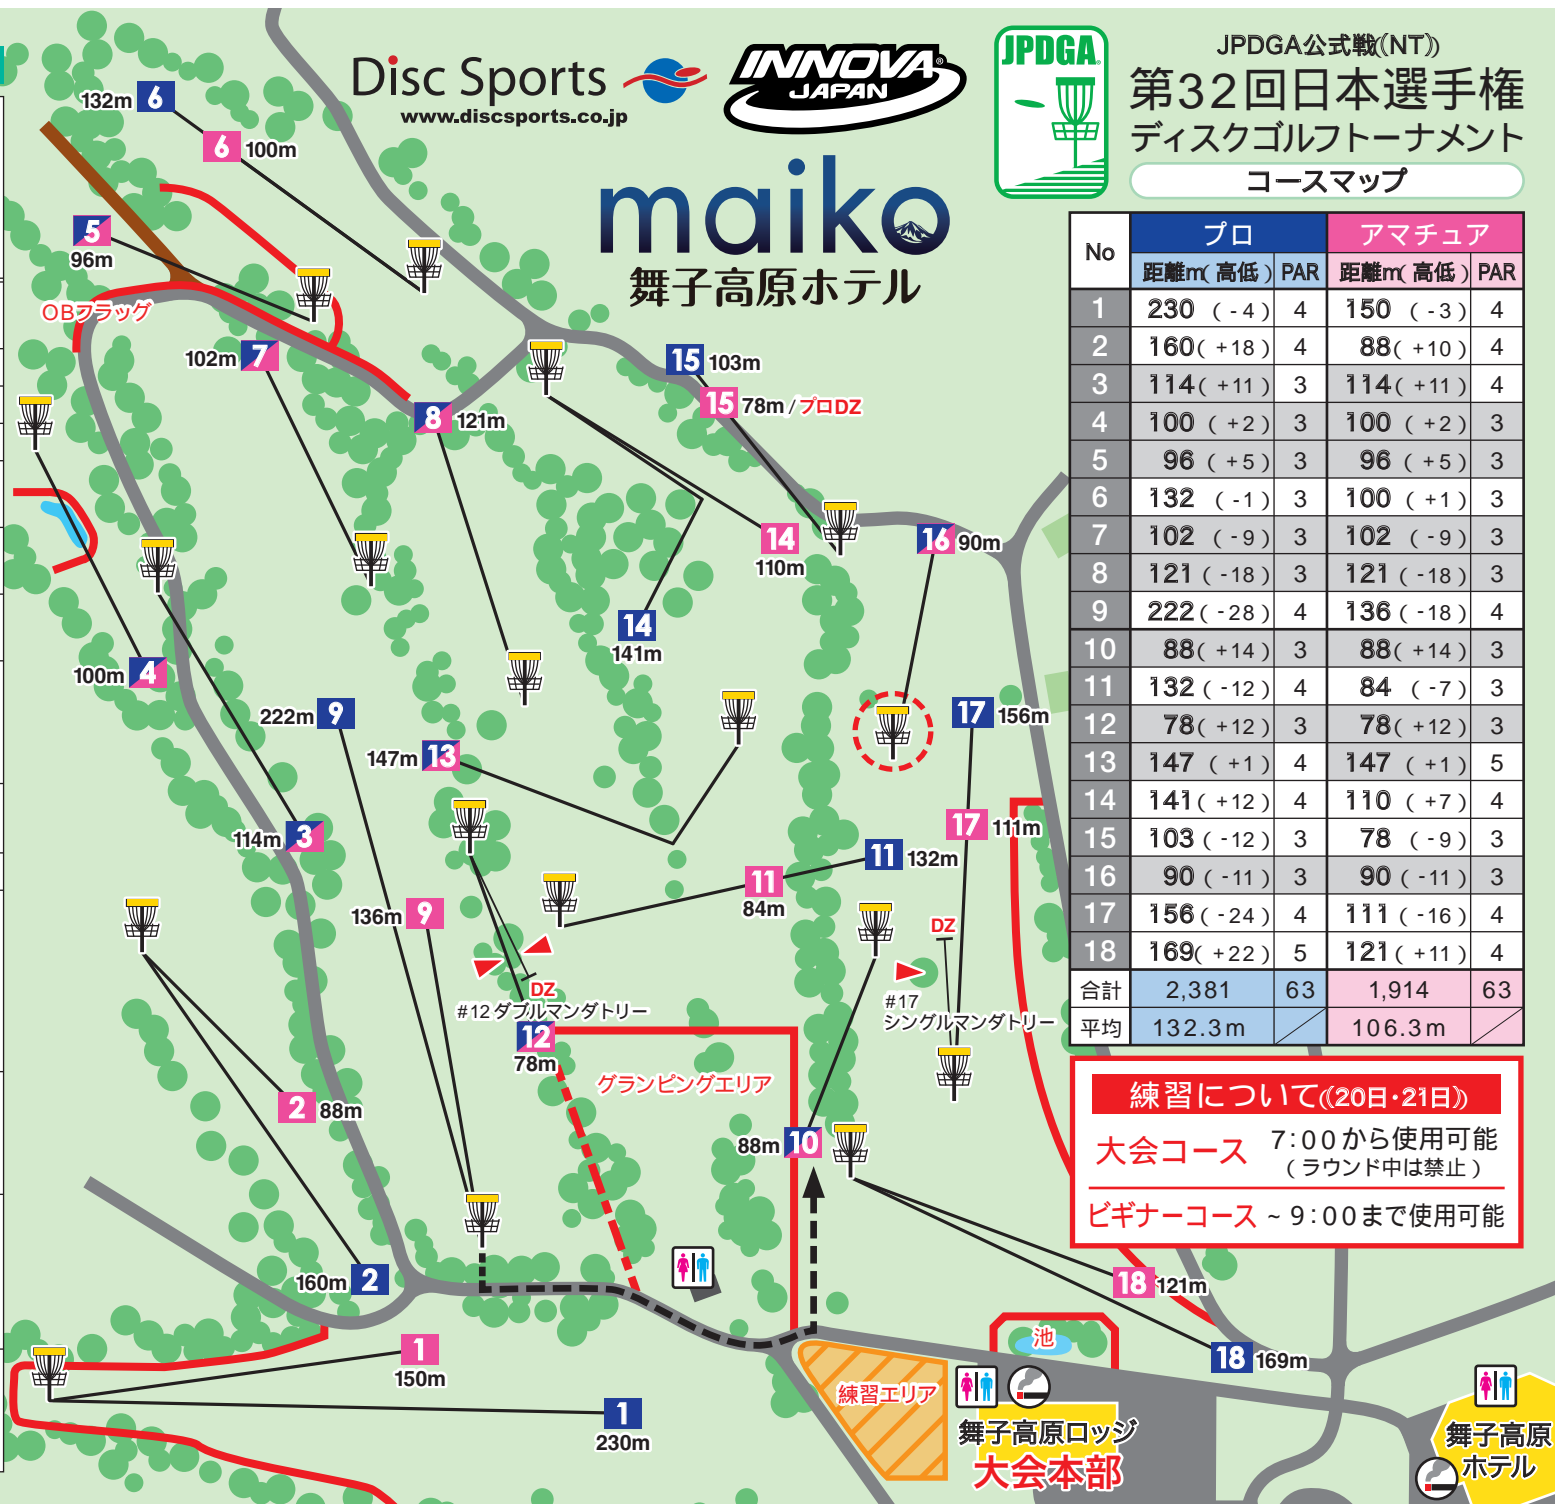 Disc Sports
www.discsports.co.jp
INNOVA®
JAPAN
maiko
舞子高原ホテル
JPDGA
JPDGA公式戦(NT)
第32回日本選手権
ディスクゴルフトーナメント
コースマップ
No プロ アマチュア
距離m(高低) PAR 距離m(高低) PAR
1 230 (-4) 4 150 (-3) 4
2 160(+18) 4 88(+10) 4
3 114(+11) 3 114(+11) 4
4 100 (+2) 3 100 (+2) 3
5 96 (+5) 3 96 (+5) 3
6 132 (-1) 3 100 (+1) 3
7 102 (-9) 3 102 (-9) 3
8 121 (-18) 3 121 (-18) 3
9 222(-28) 4 136(-18) 4
10 88(+14) 3 88(+14) 3
11 132 (-12) 4 84 (-7) 3
12 78(+12) 3 78(+12) 3
13 147 (+1) 4 147 (+1) 5
14 141(+12) 4 110 (+7) 4
15 103 (-12) 3 78 (-9) 3
16 90 (-11) 3 90 (-11) 3
17 156 (-24) 4 111 (-16) 4
18 169(+22) 5 121(+11) 4
合計 2,381 63 1,914 63
平均 132.3m 106.3m
練習について((20日・21日))
大会コース 7:00から使用可能
(ラウンド中は禁止)
ビギナーコース ~9:00まで使用可能
132m 6
6 100m
5
96m
OBフラッグ
102m 7
8 121m
15 103m
15 78m/プロDZ
14
110m
16 90m
14
141m
100m 4
222m 9
17 156m
147m 13
17 111m
114m 3
11 132m
11
84m
136m 9
DZ
DZ
#12ダブルマンダトリー
#17
シングルマンダトリー
12
78m
グランピングエリア
2 88m
88m 10
160m 2
18 121m
1
150m
池
18 169m
練習エリア
1
230m
舞子高原ロッジ
大会本部
舞子高原
ホテル